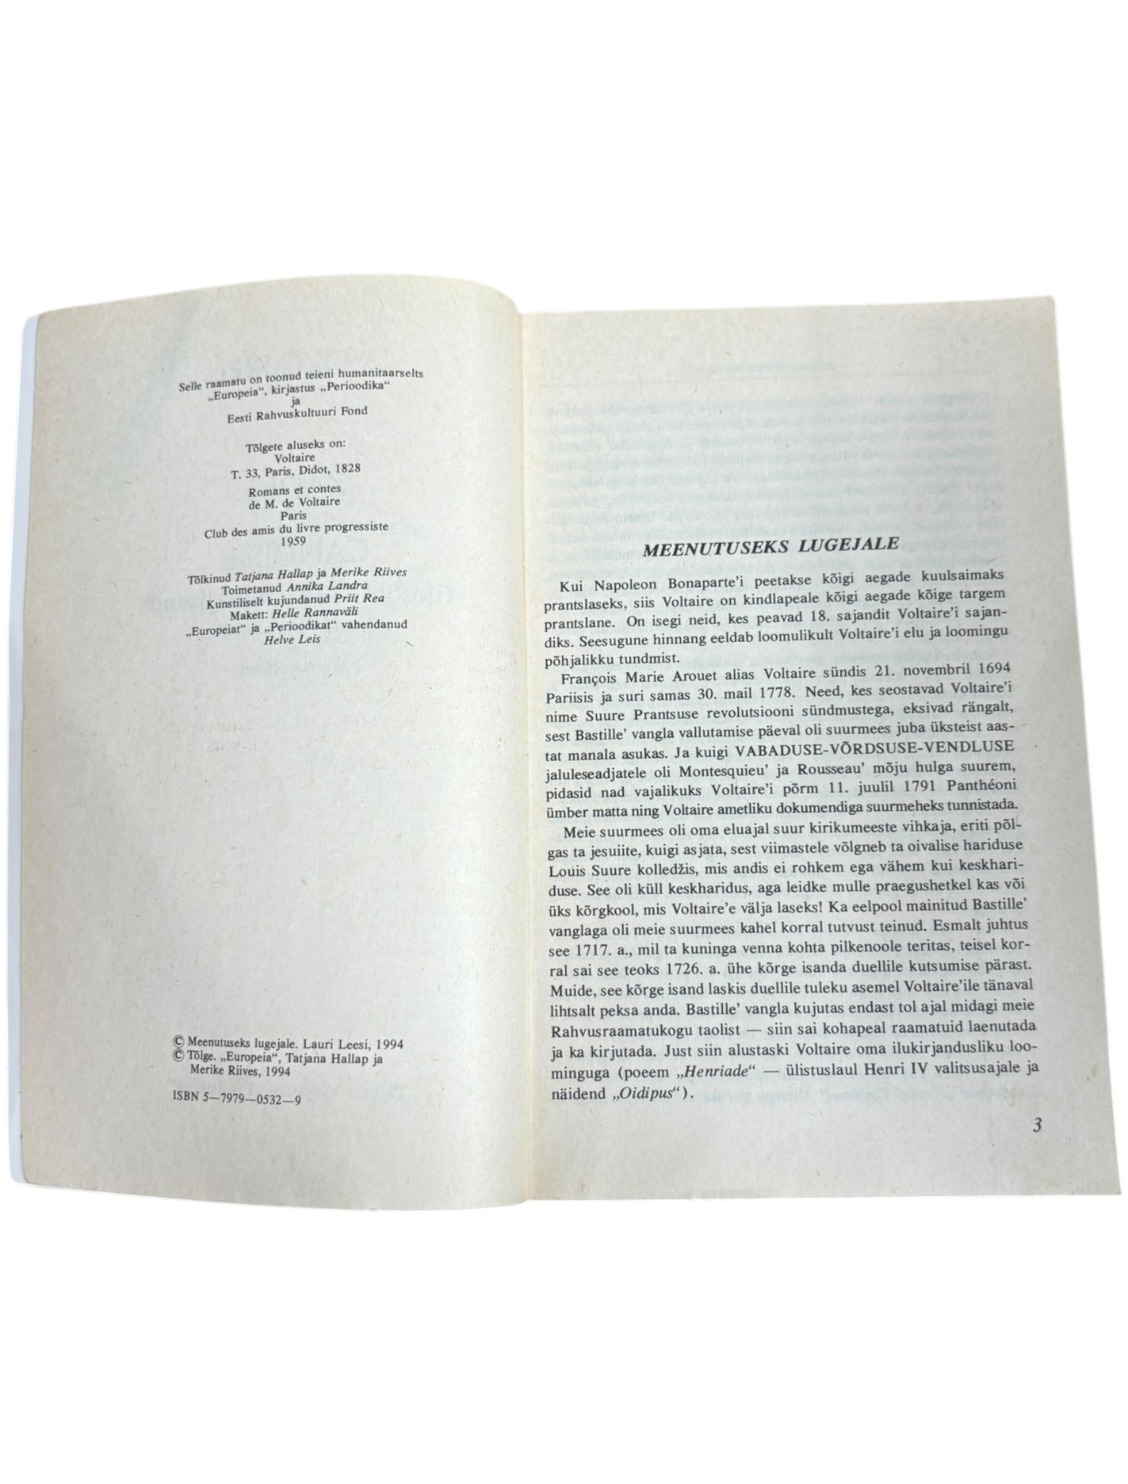 Selle raamatu on toonud teieni humanitaarselts
„Europeia“, kirjastus „Perioodika“
ja
Eesti Rahvuskultuuri Fond
Tõlgete aluseks on:
Voltaire
T. 33, Paris, Didot, 1828
Romans et contes
de M. de Voltaire
Paris
Club des amis du livre progressiste
1959
Tõlkinud Tatjana Hallap ja Merike Riives
Toimetanud Annika Landra
Kunstiliselt kujundanud Priit Rea
Makett: Helle Rannaväli
„Europeiat“ ja „Perioodikat“ vahendanud
Helve Leis
© Meenutuseks lugejale. Lauri Leesi, 1994
© Tõlge. „Europeia“, Tatjana Hallap ja
Merike Riives, 1994
ISBN 5—7979—0532—9
MEENUTUSEKS LUGEJALE
Kui Napoleon Bonaparte'i peetakse kõigi aegade kuulsaimaks
prantslaseks, siis Voltaire on kindlapeale kõigi aegade kõige targem
prantslane. On isegi neid, kes peavad 18. sajandit Voltaire'i sajan-
diks. Seesugune hinnang eeldab loomulikult Voltaire'i elu ja loomingu
põhjalikku tundmist.
François Marie Arouet alias Voltaire sündis 21. novembril 1694
Pariisis ja suri samas 30. mail 1778. Need, kes seostavad Voltaire'i
nime Suure Prantsuse revolutsiooni sündmustega, eksivad rängalt,
sest Bastille' vangla vallutamise päeval oli suurmees juba üksteist aas-
tat manala asukas. Ja kuigi VABADUSE-VÕRDSUSE-VENDLUSE
jaluleseadjatele oli Montesquieu' ja Rousseau' mõju hulga suurem,
pidasid nad vajalikuks Voltaire'i põrm 11. juulil 1791 Panthéoni
ümber matta ning Voltaire ametliku dokumendiga suurmeheks tunnistada.
Meie suurmees oli oma eluajal suur kirikumeeste vihkaja, eriti põl-
gas ta jesuiite, kuigi asjata, sest viimastele võlgneb ta oivalise hariduse
Louis Suure kolledžis, mis andis ei rohkem ega vähem kui keskhari-
duse. See oli küll keskharidus, aga leidke mulle praegushetkel kas või
üks kõrgkool, mis Voltaire'e välja laseks! Ka eelpool mainitud Bastille'
vanglaga oli meie suurmees kahel korral tutvust teinud. Esmalt juhtus
see 1717. a., mil ta kuninga venna kohta pilkenoole teritas, teisel kor-
ral sai see teoks 1726. a. ühe kõrge isanda duellile kutsumise pärast.
Muide, see kõrge isand laskis duellile tuleku asemel Voltaire'ile tänaval
lihtsalt peksa anda. Bastille' vangla kujutas endast tol ajal midagi meie
Rahvusraamatukogu taolist — siin sai kohapeal raamatuid laenutada
ja ka kirjutada. Just siin alustaski Voltaire oma ilukirjandusliku loo-
minguga (poeem „Henriade“ — ülistuslaul Henri IV valitsusajale ja
näidend „Oidipus“).
3